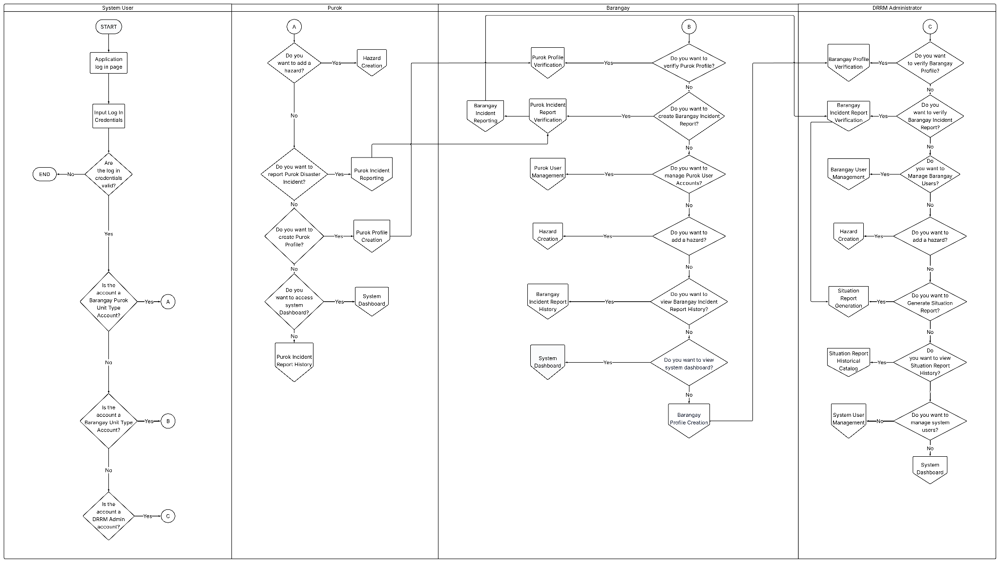 System User
START
Application
log in page
Input Log In
Credentials
Are
the log in
credentials
valid?
No
END
Yes
Is the
account a
Barangay Purok
Unit Type
Account?
Yes
A
No
Is the
account a
Barangay Unit Type
Account?
Yes
B
No
Is the
account a
DRRM Admin
account?
Yes
C
Purok
A
Do you
want to add a
hazard?
Yes
Hazard
Creation
No
Do you want to
report Purok Disaster
Incident?
Yes
Purok Incident
Reporting
No
Do you want to
create Purok
Profile?
Yes
Purok Profile
Creation
No
Do you
want to access
system
Dashboard?
Yes
System
Dashboard
No
Purok Incident
Report History
Barangay
B
Do you want to
verifiy Purok Profile?
Yes
Purok Profile
Verification
No
Do you want to
create Barangay Incident
Report?
Yes
Purok Incident
Report
Verification
Barangay
Incident
Reporting
No
Do you want to
manage Purok User
Accounts?
Yes
Purok User
Management
No
Do you want to
add a hazard?
Yes
Hazard
Creation
No
Do you want to
view Barangay Incident
Report History?
Yes
Barangay
Incident Report
History
No
Do you want to view
system dashboard?
Yes
System
Dashboard
No
Barangay
Profile Creation
DRRM Administrator
C
Do you want
to verify Barangay
Profile?
Yes
Barangay Profile
Verification
No
Do you
want to verify
Barangay Incident
Report?
Yes
Barangay
Incident Report
Verification
No
Do
you want to
Manage Barangay
Users?
Yes
Barangay User
Management
No
Do you want to
add a hazard?
Yes
Hazard
Creation
No
Do you want to
Generate Situation
Report?
Yes
Situation
Report
Generation
No
Do
you want to view
Situation Report
History?
Yes
Situation Report
Historical
Catalog
Do you want to
manage system
users?
No
System User
Management
No
System
Dashboard